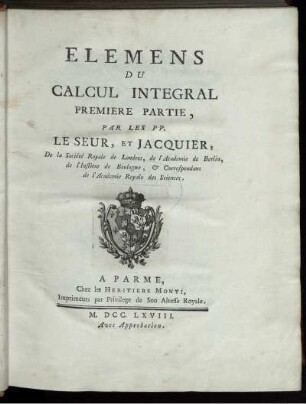 ELEMENS
DU
CALCUL INTEGRAL
PREMIERE PARTIE,
PAR LES PP.
LE SEUR, ET JACQUIER,
De la Société Royale de Londres, de l'Académie de Berlin,
de l'Institut de Boulogne, & Correspondans
de l'Académie Royale des Sciences.
A PARME,
Chez les HERITIERS MONTI,
Imprimeurs par Privilege de Son Altesse Royale.
M. DCC. LXVIII.
Avec Approbation.